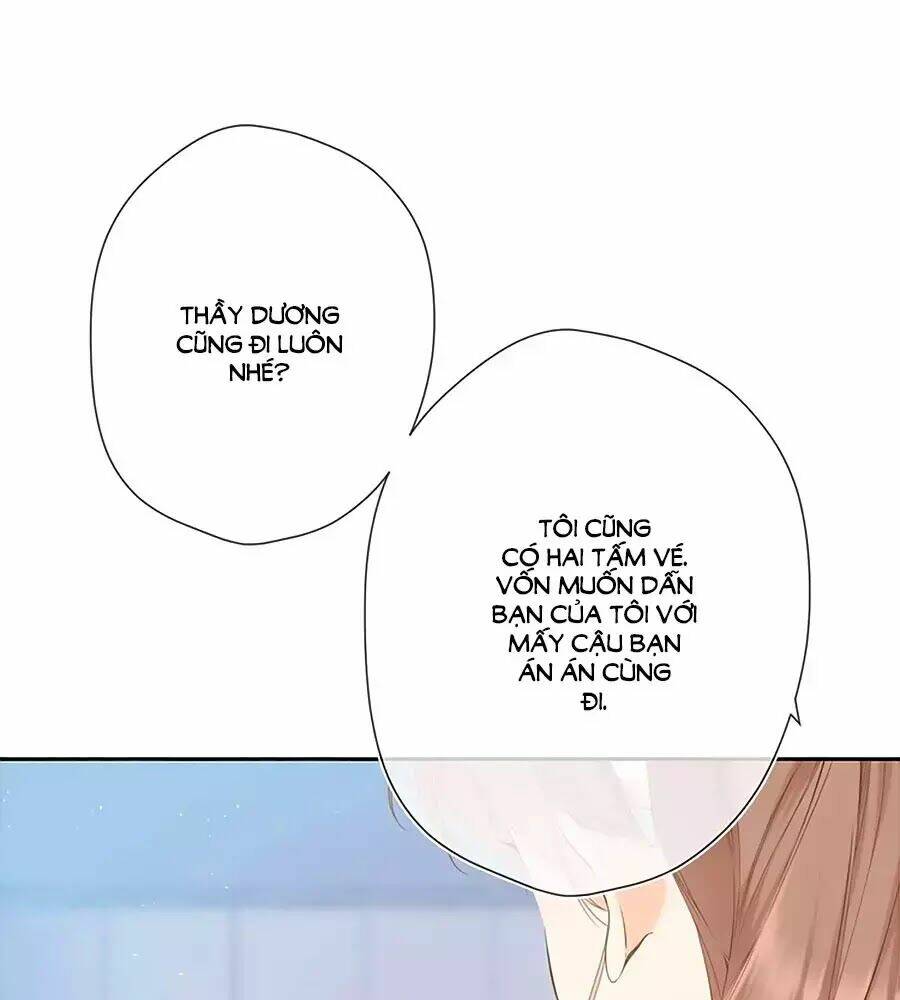 THẦY DƯƠNG
CŨNG ĐI LUÔN
NHÉ?
TÔI CŨNG
CÓ HAI TẤM VÉ.
VỐN MUỐN DẪN
BẠN CỦA TÔI VỚI
MẤY CẬU BẠN
ÁN ÁN CÙNG
ĐI.